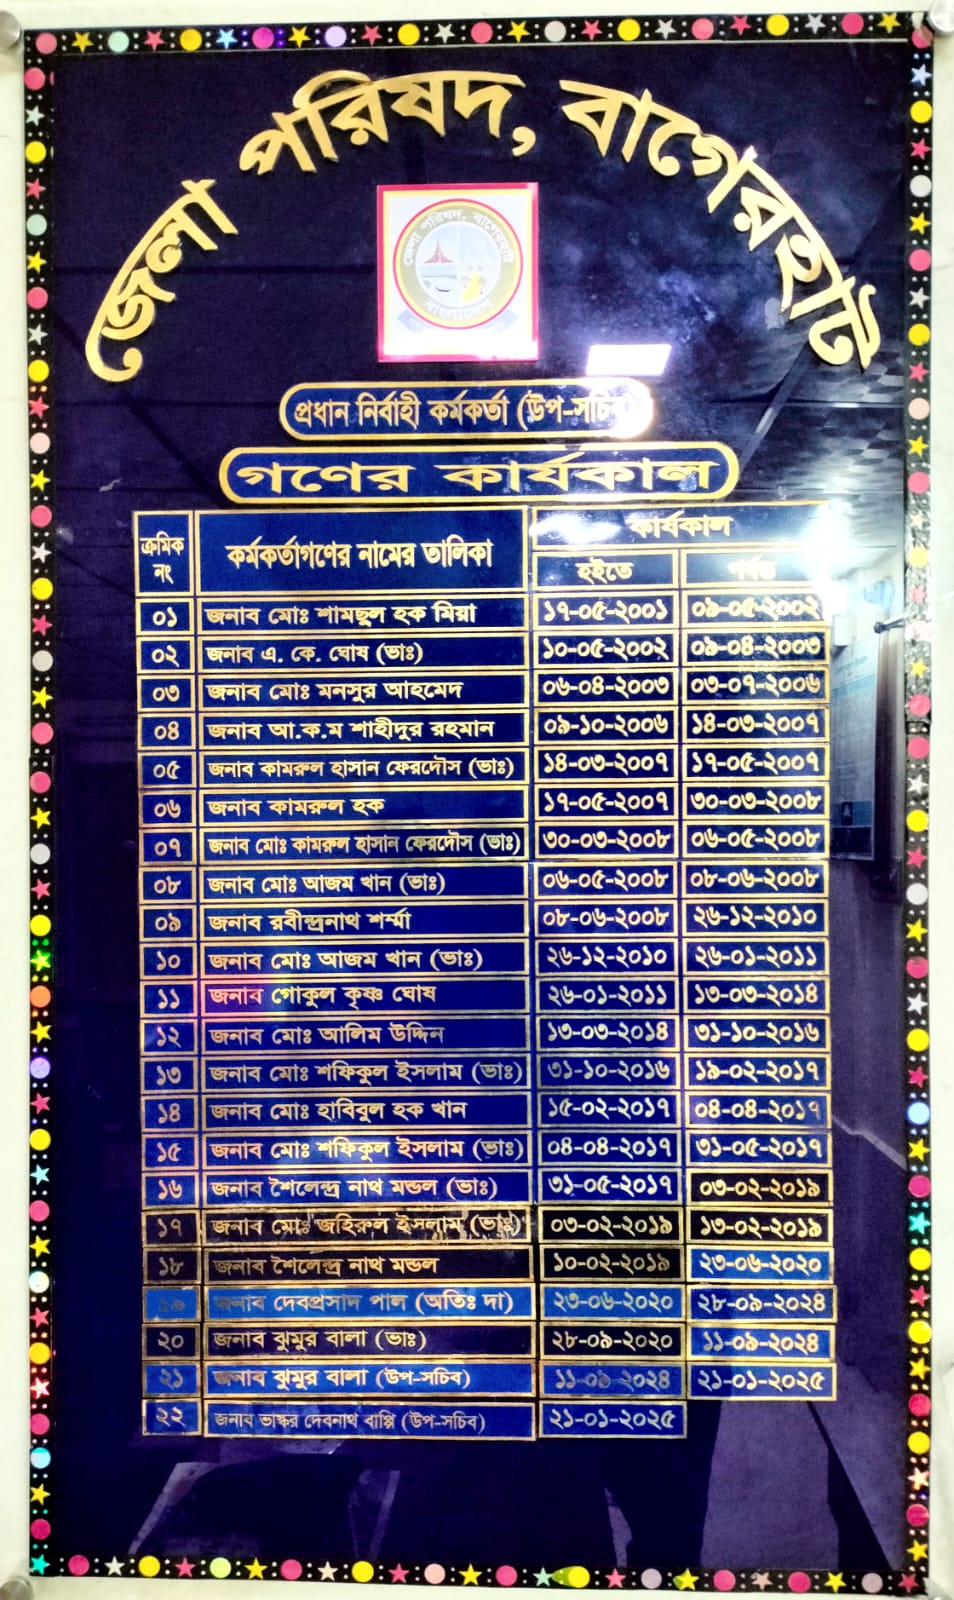 জেলা পরিষদ, বাগেরহাট
জেলা পরিষদ, বাগেরহাট
বাংলাদেশ
প্রধান নির্বাহী কর্মকর্তা (উপ-সচিব)
গণের কার্যকাল
ক্রমিক নং কর্মকর্তাগণের নামের তালিকা কার্যকাল
হইতে পর্যন্ত
০১ জনাব মোঃ শামছুল হক মিয়া ১৭-০৫-২০০১ ০৯-০৫-২০০২
০২ জনাব এ. কে. ঘোষ (ভাঃ) ১০-০৫-২০০২ ০৯-০৪-২০০৩
০৩ জনাব মোঃ মনসুর আহমেদ ০৬-০৪-২০০৩ ০৩-০৭-২০০৬
০৪ জনাব আ.ক.ম শাহীদুর রহমান ০৯-১০-২০০৬ ১৪-০৩-২০০৭
০৫ জনাব কামরুল হাসান ফেরদৌস (ভাঃ) ১৪-০৩-২০০৭ ১৭-০৫-২০০৭
০৬ জনাব কামরুল হক ১৭-০৫-২০০৭ ৩০-০৩-২০০৮
০৭ জনাব মোঃ কামরুল হাসান ফেরদৌস (ভাঃ) ৩০-০৩-২০০৮ ০৬-০৫-২০০৮
০৮ জনাব মোঃ আজম খান (ভাঃ) ০৬-০৫-২০০৮ ০৮-০৬-২০০৮
০৯ জনাব রবীন্দ্রনাথ শর্ম্মা ০৮-০৬-২০০৮ ২৬-১২-২০১০
১০ জনাব মোঃ আজম খান (ভাঃ) ২৬-১২-২০১০ ২৬-০১-২০১১
১১ জনাব গোকুল কৃষ্ণ ঘোষ ২৬-০১-২০১১ ১৩-০৩-২০১৪
১২ জনাব মোঃ আলিম উদ্দিন ১৩-০৩-২০১৪ ৩১-১০-২০১৬
১৩ জনাব মোঃ শফিকুল ইসলাম (ভাঃ) ৩১-১০-২০১৬ ১৯-০২-২০১৭
১৪ জনাব মোঃ হাবিবুল হক খান ১৫-০২-২০১৭ ০৪-০৪-২০১৭
১৫ জনাব মোঃ শফিকুল ইসলাম (ভাঃ) ০৪-০৪-২০১৭ ৩১-০৫-২০১৭
১৬ জনাব শৈলেন্দ্র নাথ মন্ডল (ভাঃ) ৩১-০৫-২০১৭ ০৩-০২-২০১৯
১৭ জনাব মোঃ জহিরুল ইসলাম (ভাঃ) ০৩-০২-২০১৯ ১৩-০২-২০১৯
১৮ জনাব শৈলেন্দ্র নাথ মন্ডল ১০-০২-২০১৯ ২৩-০৬-২০২০
১৯ জনাব দেবপ্রসাদ পাল (অতিঃ দা) ২৩-০৬-২০২০ ২৮-০৯-২০২৪
২০ জনাব ঝুমুর বালা (ভাঃ) ২৮-০৯-২০২০ ১১-০৯-২০২৪
২১ জনাব ঝুমুর বালা (উপ-সচিব) ১১-০৯-২০২৪ ২১-০১-২০২৫
২২ জনাব ভাস্কর দেবনাথ বাপ্পি (উপ-সচিব) ২১-০১-২০২৫